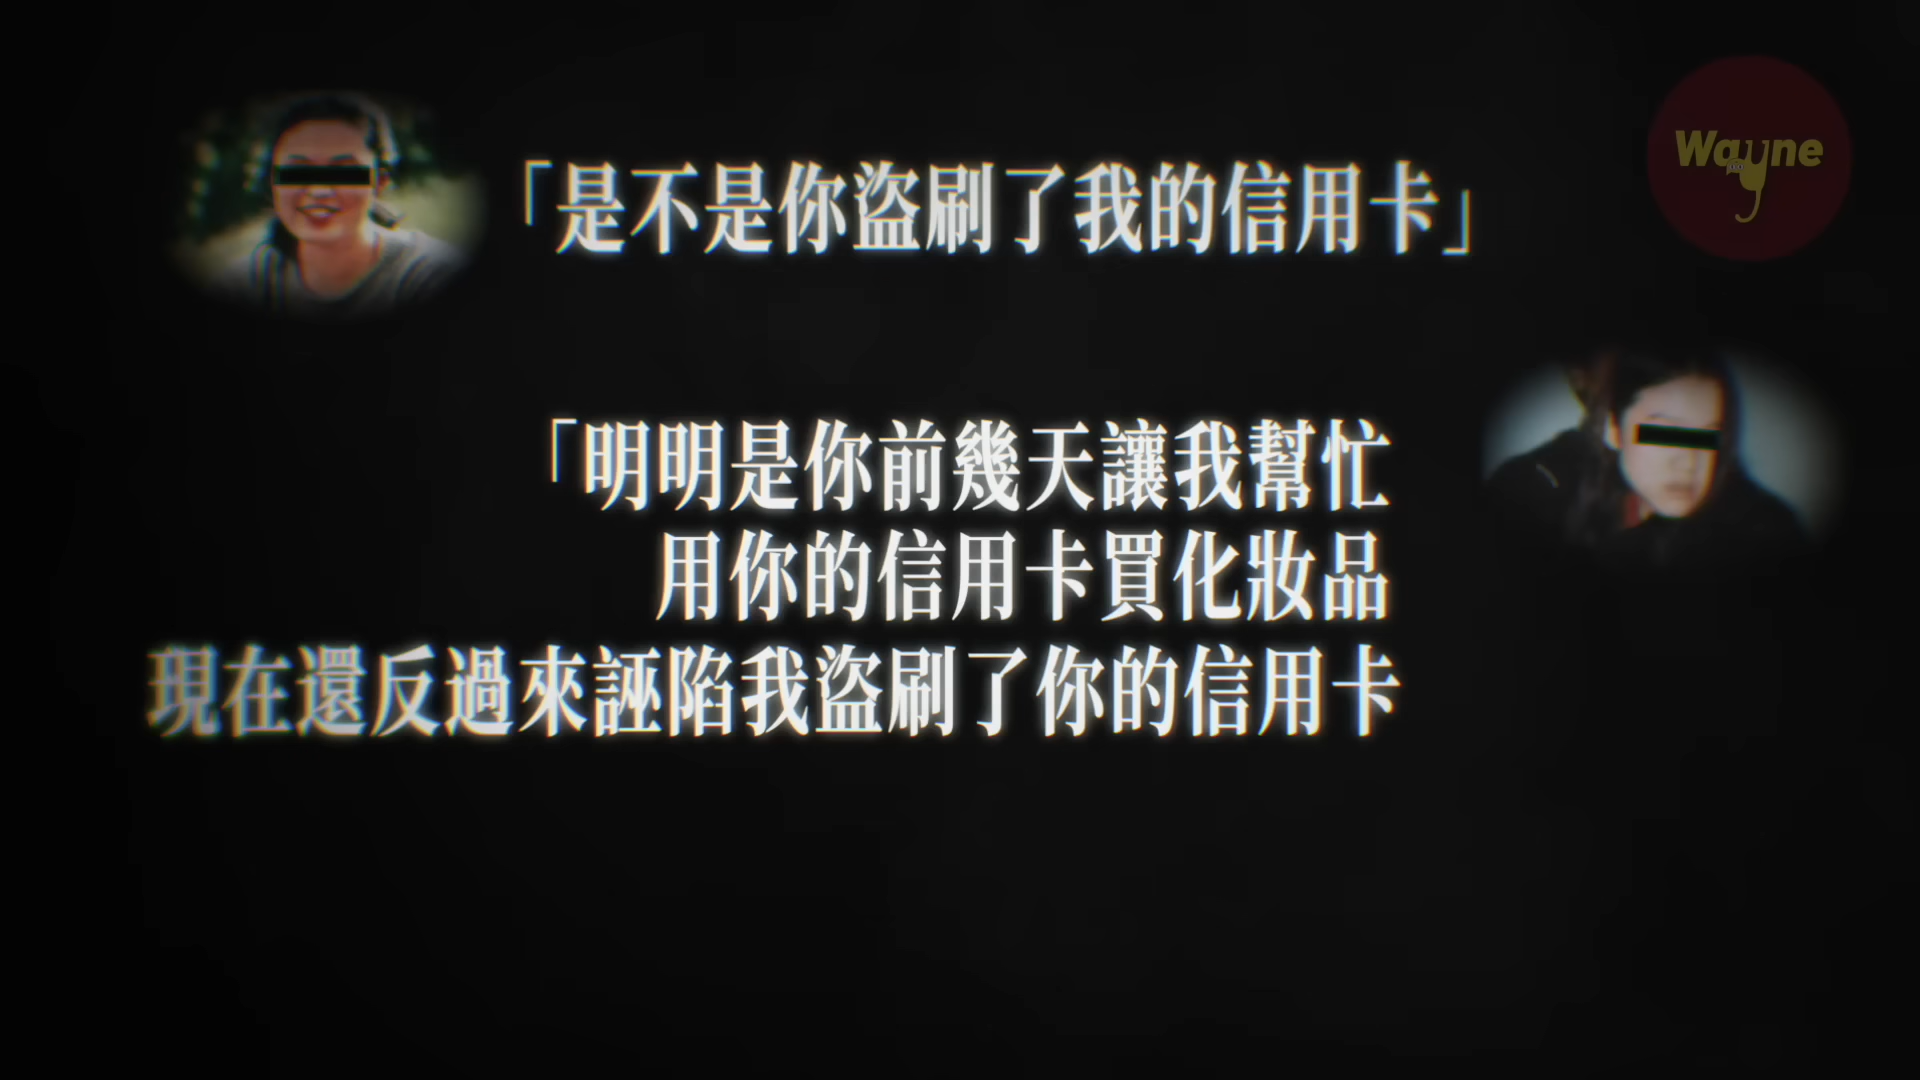 Wayne
「是不是你盜刷了我的信用卡」
「明明是你前幾天讓我幫忙
用你的信用卡買化妝品
現在還反過來誣陷我盜刷了你的信用卡